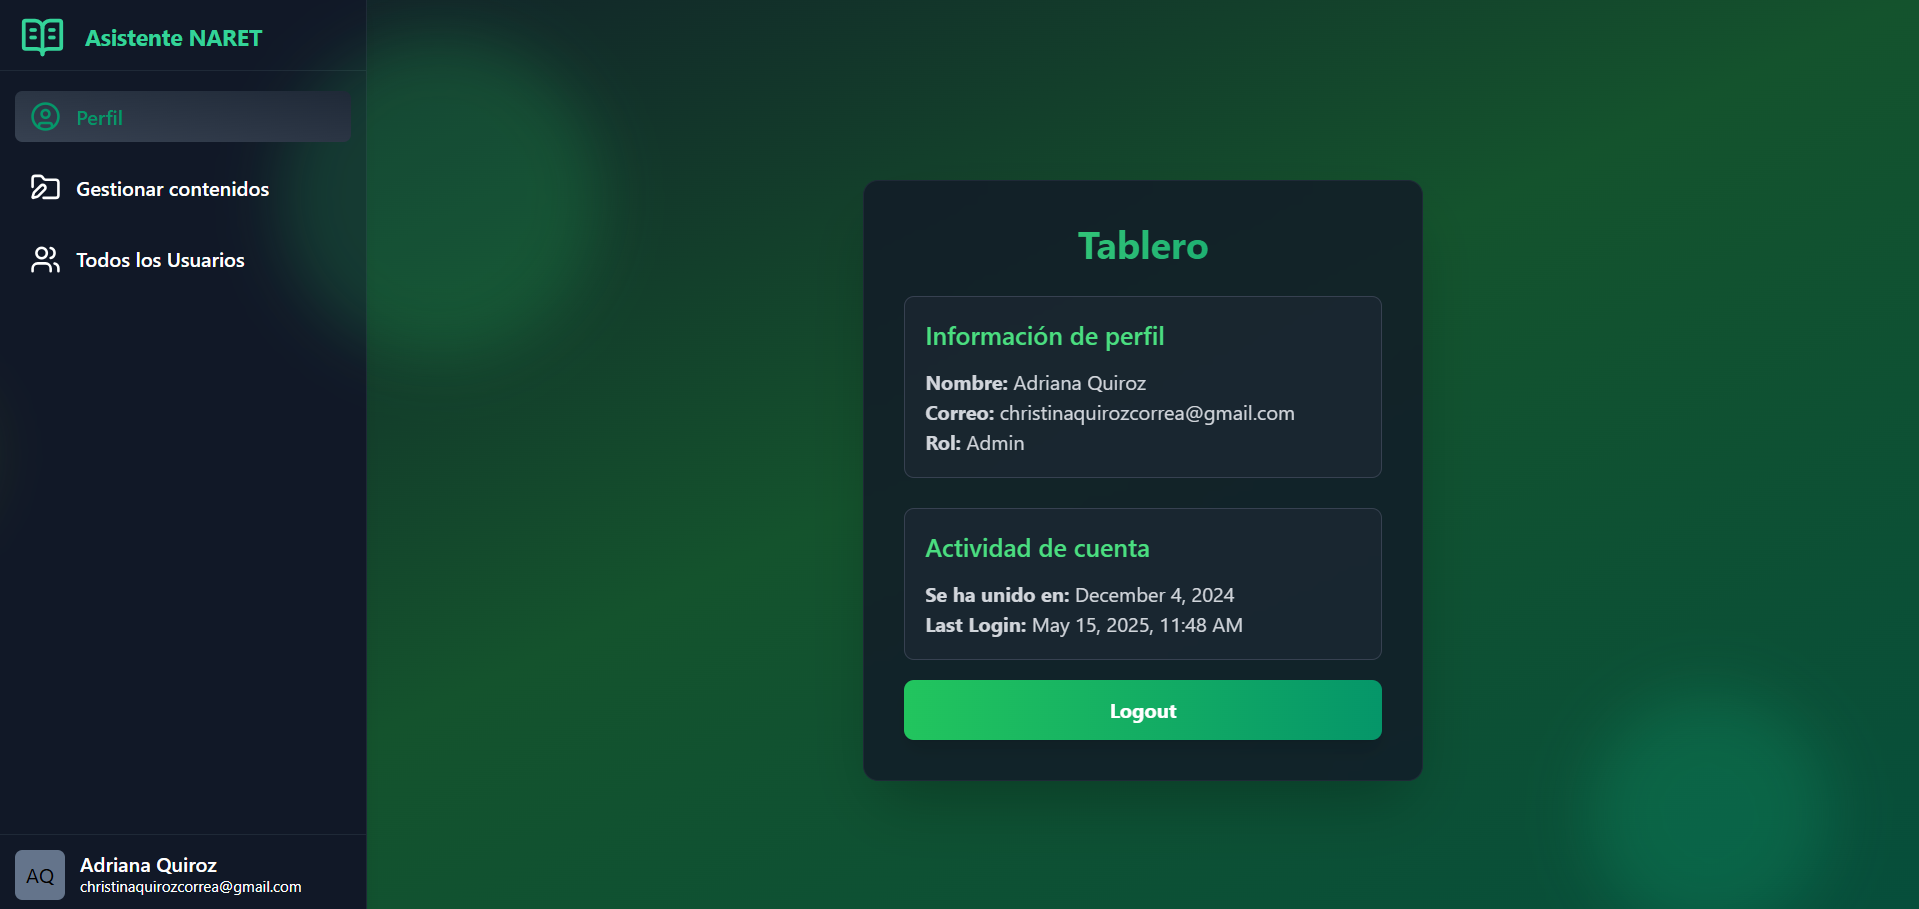 Asistente NARET
Perfil
Gestionar contenidos
Todos los Usuarios
Tablero
Información de perfil
Nombre: Adriana Quiroz
Correo: christinaquirozcorrea@gmail.com
Rol: Admin
Actividad de cuenta
Se ha unido en: December 4, 2024
Last Login: May 15, 2025, 11:48 AM
Logout
AQ
Adriana Quiroz
christinaquirozcorrea@gmail.com